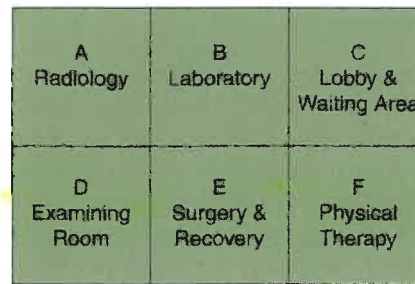 A
Radiology
B
Laboratory
C
Lobby &
Waiting Area
D
Examining
Room
E
Surgery &
Recovery
F
Physical
Therapy